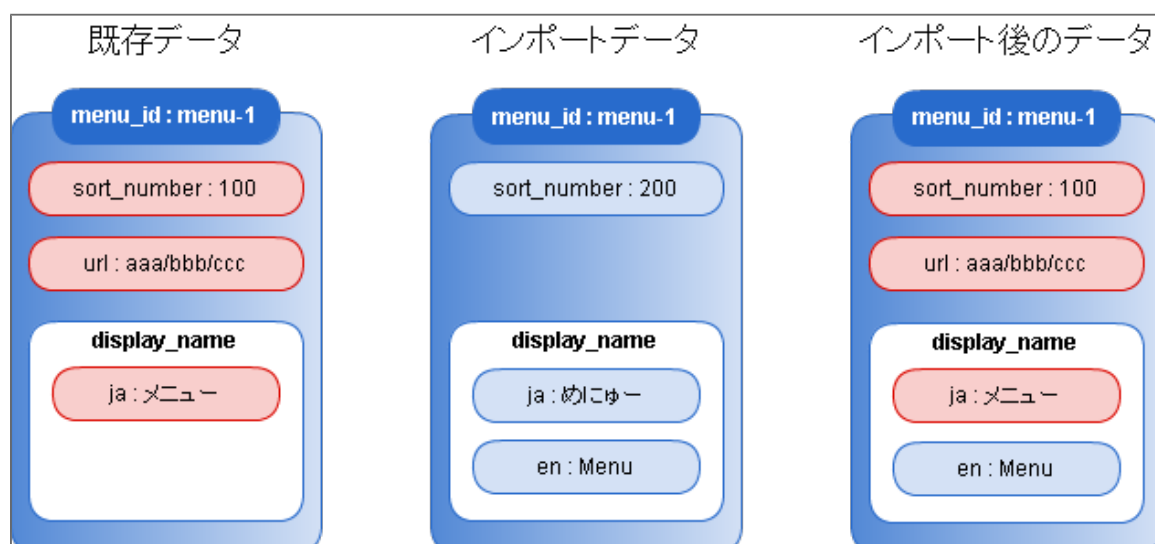 既存データ
menu_id : menu-1
sort_number : 100
url : aaa/bbb/ccc
display_name
ja : メニュー
インポートデータ
menu_id : menu-1
sort_number : 200
display_name
ja : めにゅー
en : Menu
インポート後のデータ
menu_id : menu-1
sort_number : 100
url : aaa/bbb/ccc
display_name
ja : メニュー
en : Menu